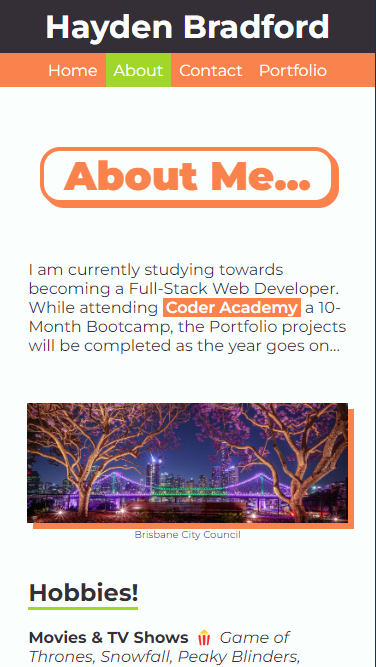 Hayden Bradford
Home About Contact Portfolio
About Me...
I am currently studying towards
becoming a Full-Stack Web Developer.
While attending Coder Academy a 10-
Month Bootcamp, the Portfolio projects
will be completed as the year goes on...
Brisbane City Council
Hobbies!
Movies & TV Shows 🍿 Game of
Thrones, Snowfall, Peaky Blinders,